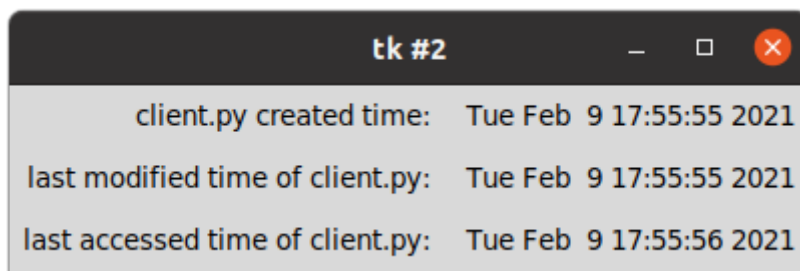 tk #2
client.py created time: Tue Feb  9 17:55:55 2021
last modified time of client.py: Tue Feb  9 17:55:55 2021
last accessed time of client.py: Tue Feb  9 17:55:56 2021